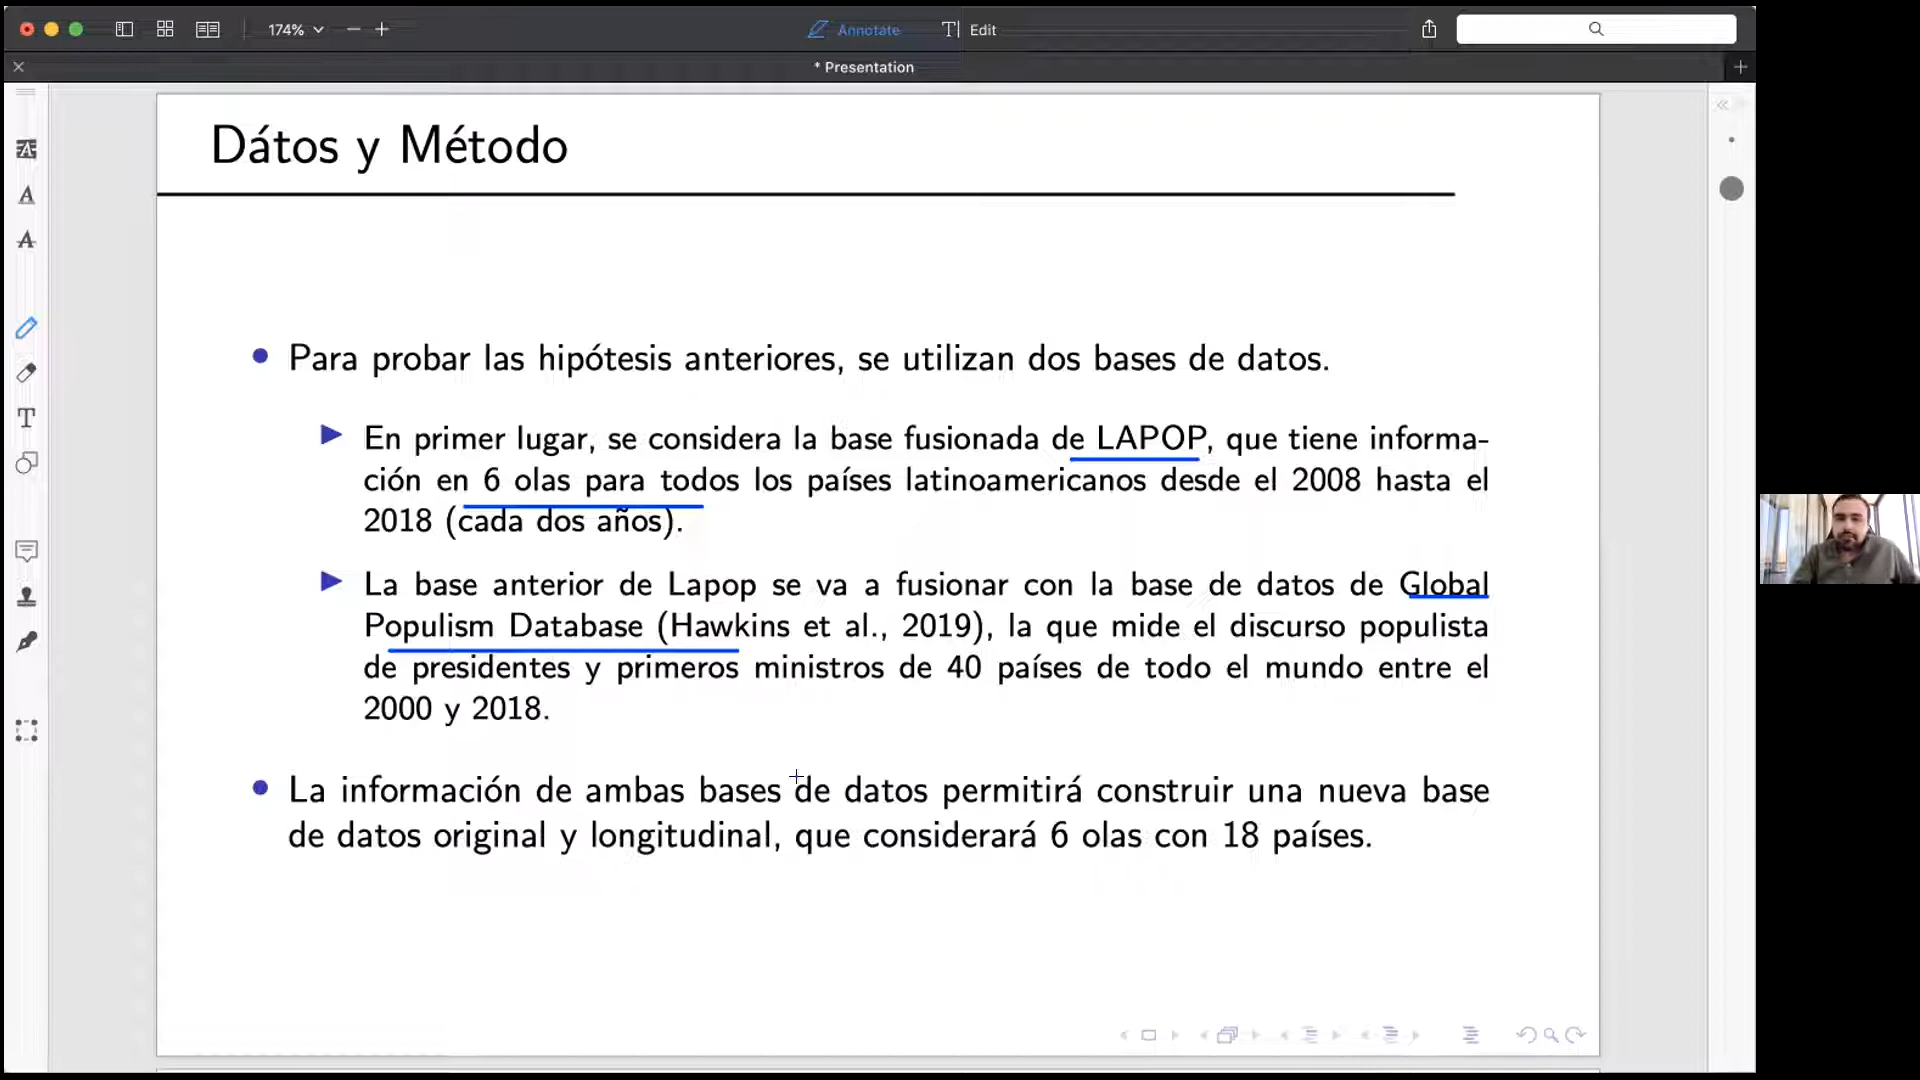 174%
Annotate
Edit
* Presentation
Dátos y Método
Para probar las hipótesis anteriores, se utilizan dos bases de datos.
En primer lugar, se considera la base fusionada de LAPOP, que tiene informa-
ción en 6 olas para todos los países latinoamericanos desde el 2008 hasta el
2018 (cada dos años).
La base anterior de Lapop se va a fusionar con la base de datos de Global
Populism Database (Hawkins et al., 2019), la que mide el discurso populista
de presidentes y primeros ministros de 40 países de todo el mundo entre el
2000 y 2018.
La información de ambas bases de datos permitirá construir una nueva base
de datos original y longitudinal, que considerará 6 olas con 18 países.